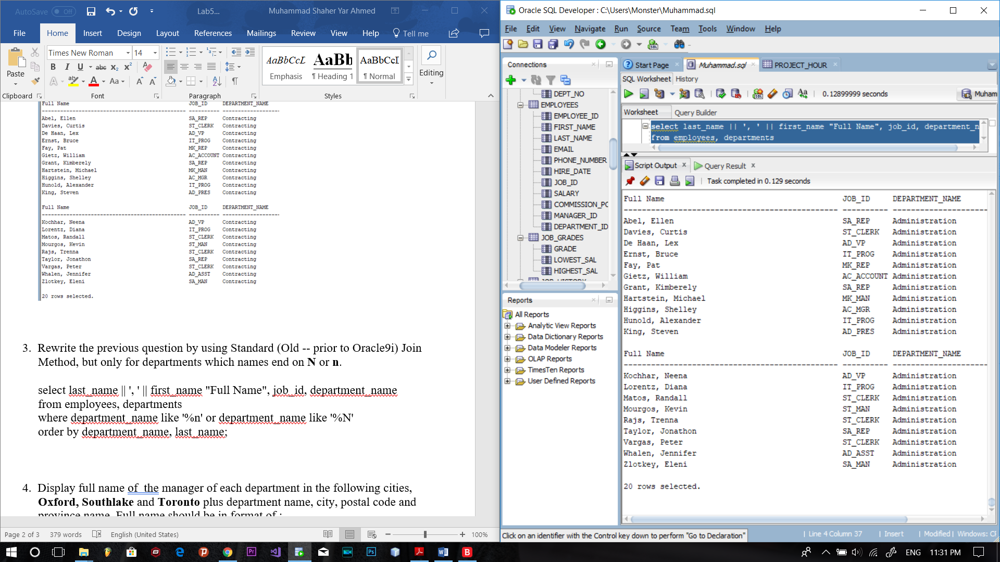 AutoSave Off Lab5... Muhammad Shaher Yar Ahmed
File Home Insert Design Layout References Mailings Review View Help Tell me
Times New Roman 14
AaBbCcL AaBb AaBbCcI
B I U abc x₂ x²
Paste Emphasis ¶ Heading 1 ¶ Normal Editing
A ab A Aa A A
Clipboard Font Paragraph Styles
Full Name JOB_ID DEPARTMENT_NAME
Abel, Ellen SA_REP Contracting
Davies, Curtis ST_CLERK Contracting
De Haan, Lex AD_VP Contracting
Ernst, Bruce IT_PROG Contracting
Fay, Pat MK_REP Contracting
Gietz, William AC_ACCOUNT Contracting
Grant, Kimberely SA_REP Contracting
Hartstein, Michael MK_MAN Contracting
Higgins, Shelley AC_MGR Contracting
Hunold, Alexander IT_PROG Contracting
King, Steven AD_PRES Contracting
Full Name JOB_ID DEPARTMENT_NAME
Kochhar, Neena AD_VP Contracting
Lorentz, Diana IT_PROG Contracting
Matos, Randall ST_CLERK Contracting
Mourgos, Kevin ST_MAN Contracting
Rajs, Trenna ST_CLERK Contracting
Taylor, Jonathon SA_REP Contracting
Vargas, Peter ST_CLERK Contracting
Whalen, Jennifer AD_ASST Contracting
Zlotkey, Eleni SA_MAN Contracting
20 rows selected.
3. Rewrite the previous question by using Standard (Old -- prior to Oracle9i) Join
Method, but only for departments which names end on N or n.
select last_name || ', ' || first_name "Full Name", job_id, department_name
from employees, departments
where department_name like '%n' or department_name like '%N'
order by department_name, last_name;
4. Display full name of the manager of each department in the following cities,
Oxford, Southlake and Toronto plus department name, city, postal code and
province name. Full name should be in format of :
Page 2 of 3 379 words English (United States) 100%
Oracle SQL Developer : C:\Users\Monster\Muhammad.sql
File Edit View Navigate Run Source Team Tools Window Help
Connections
DEPT_NO
EMPLOYEES
EMPLOYEE_ID
FIRST_NAME
LAST_NAME
EMAIL
PHONE_NUMBER
HIRE_DATE
JOB_ID
SALARY
COMMISSION_PC
MANAGER_ID
DEPARTMENT_ID
JOB_GRADES
GRADE
LOWEST_SAL
HIGHEST_SAL
JOB_HISTORY
Reports
All Reports
Analytic View Reports
Data Dictionary Reports
Data Modeler Reports
OLAP Reports
TimesTen Reports
User Defined Reports
Start Page Muhammad.sql PROJECT_HOUR
SQL Worksheet History
0.12899999 seconds Muham
Worksheet Query Builder
select last_name || ', ' || first_name "Full Name", job_id, department_n
from employees, departments
Script Output Query Result
Task completed in 0.129 seconds
Full Name JOB_ID DEPARTMENT_NAME
Abel, Ellen SA_REP Administration
Davies, Curtis ST_CLERK Administration
De Haan, Lex AD_VP Administration
Ernst, Bruce IT_PROG Administration
Fay, Pat MK_REP Administration
Gietz, William AC_ACCOUNT Administration
Grant, Kimberely SA_REP Administration
Hartstein, Michael MK_MAN Administration
Higgins, Shelley AC_MGR Administration
Hunold, Alexander IT_PROG Administration
King, Steven AD_PRES Administration
Full Name JOB_ID DEPARTMENT_NAME
Kochhar, Neena AD_VP Administration
Lorentz, Diana IT_PROG Administration
Matos, Randall ST_CLERK Administration
Mourgos, Kevin ST_MAN Administration
Rajs, Trenna ST_CLERK Administration
Taylor, Jonathon SA_REP Administration
Vargas, Peter ST_CLERK Administration
Whalen, Jennifer AD_ASST Administration
Zlotkey, Eleni SA_MAN Administration
20 rows selected.
Click on an identifier with the Control key down to perform "Go to Declaration" Line 4 Column 37 Insert Modified Windows: CF
ENG 11:31 PM